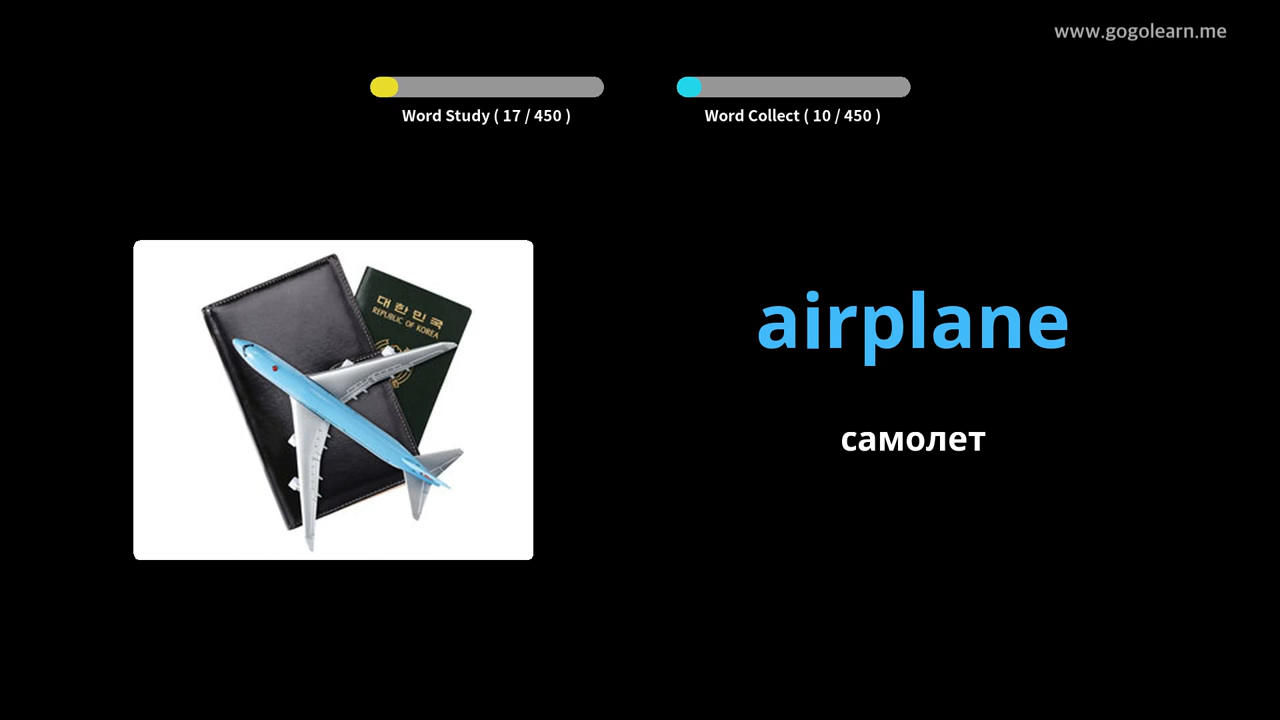 www.gogolearn.me
Word Study ( 17 / 450 )
Word Collect ( 10 / 450 )
대한민국
REPUBLIC OF KOREA
airplane
самолет